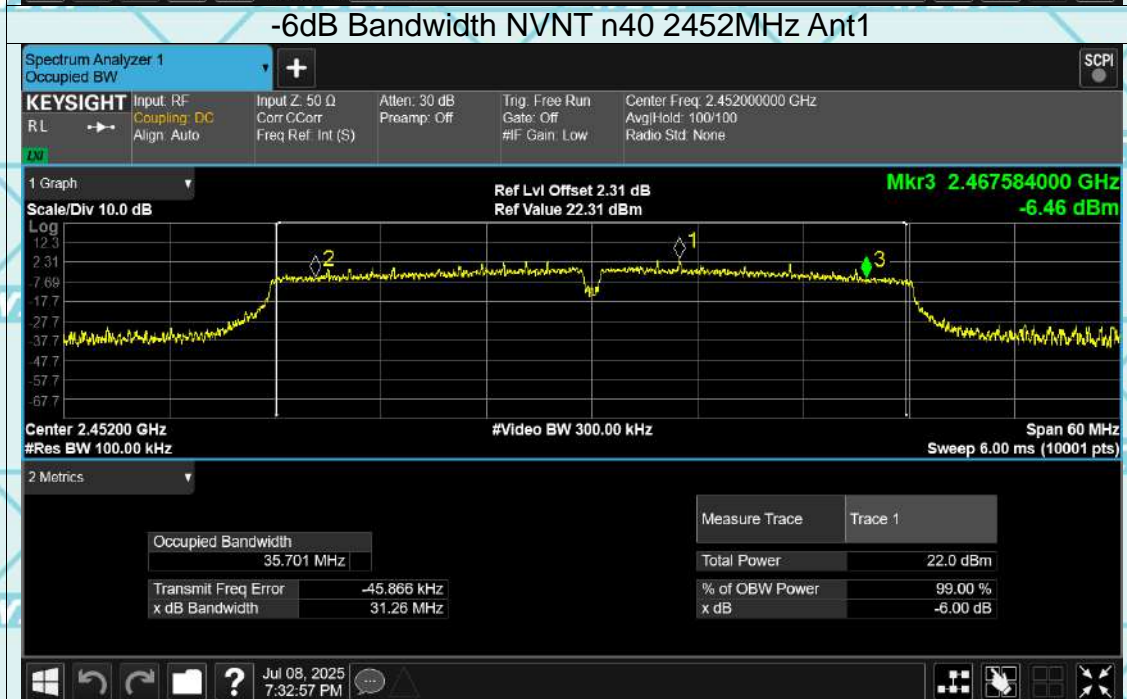 -6dB Bandwidth NVNT n40 2452MHz Ant1
Spectrum Analyzer 1
Occupied BW
+
SCPI
KEYSIGHT
RL
LXI
Input: RF
Coupling: DC
Align: Auto
Input Z: 50 Ω
Corr CCorr
Freq Ref: Int (S)
Atten: 30 dB
Preamp: Off
Trig: Free Run
Gate: Off
#IF Gain: Low
Center Freq: 2.452000000 GHz
Avg|Hold: 100/100
Radio Std: None
1 Graph
Scale/Div 10.0 dB
Ref Lvl Offset 2.31 dB
Ref Value 22.31 dBm
Mkr3 2.467584000 GHz
-6.46 dBm
Log
12.3
2.31
-7.69
-17.7
-27.7
-37.7
-47.7
-57.7
-67.7
2
1
3
Center 2.45200 GHz
#Res BW 100.00 kHz
#Video BW 300.00 kHz
Span 60 MHz
Sweep 6.00 ms (10001 pts)
2 Metrics
Occupied Bandwidth
35.701 MHz
Transmit Freq Error -45.866 kHz
x dB Bandwidth 31.26 MHz
Measure Trace Trace 1
Total Power 22.0 dBm
% of OBW Power 99.00 %
x dB -6.00 dB
?
Jul 08, 2025
7:32:57 PM